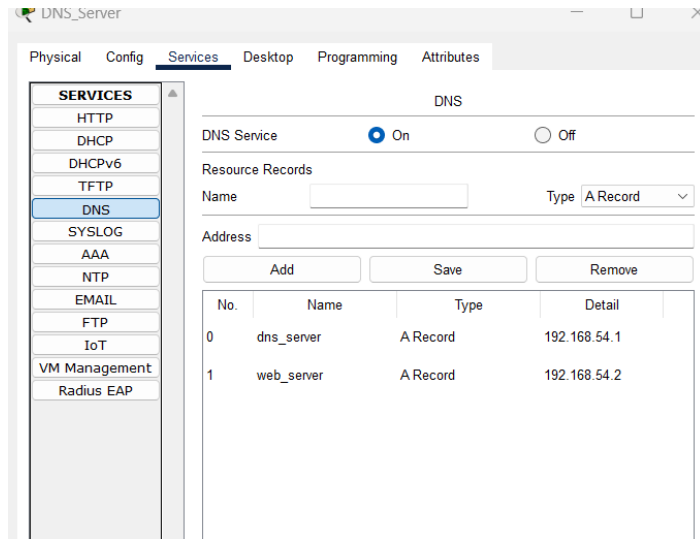 DNS_Server
Physical Config Services Desktop Programming Attributes
SERVICES
HTTP
DHCP
DHCPv6
TFTP
DNS
SYSLOG
AAA
NTP
EMAIL
FTP
IoT
VM Management
Radius EAP
DNS
DNS Service On Off
Resource Records
Name Type A Record
Address
Add Save Remove
No. Name Type Detail
0 dns_server A Record 192.168.54.1
1 web_server A Record 192.168.54.2